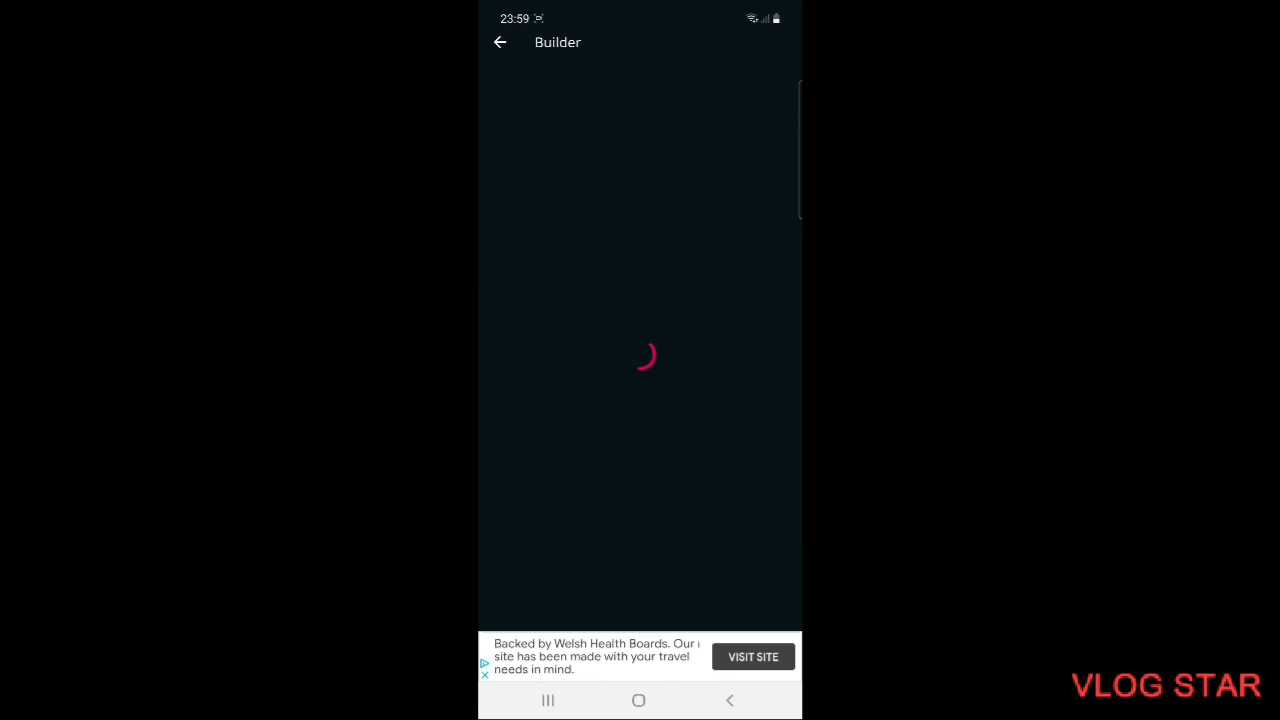 23:59
Builder
Backed by Welsh Health Boards. Our
site has been made with your travel
needs in mind.
VISIT SITE
VLOG STAR